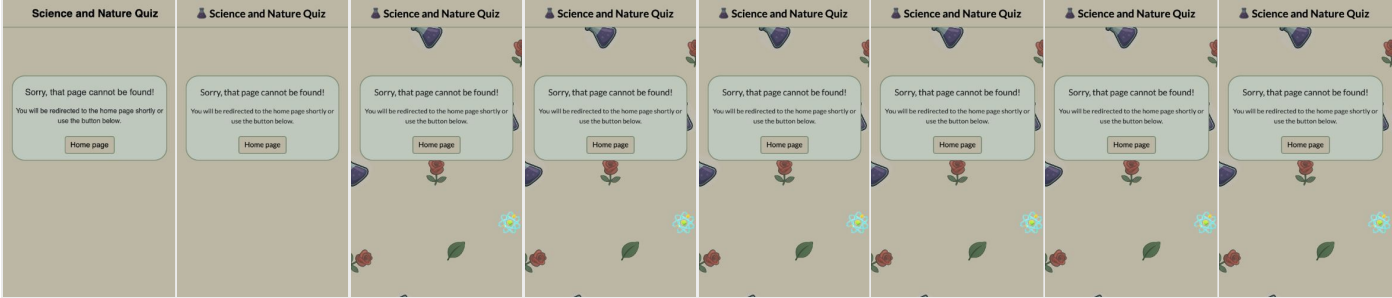 Science and Nature Quiz
Sorry, that page cannot be found!
You will be redirected to the home page shortly or
use the button below.
Home page
Science and Nature Quiz
Sorry, that page cannot be found!
You will be redirected to the home page shortly or
use the button below.
Home page
Science and Nature Quiz
Sorry, that page cannot be found!
You will be redirected to the home page shortly or
use the button below.
Home page
Science and Nature Quiz
Sorry, that page cannot be found!
You will be redirected to the home page shortly or
use the button below.
Home page
Science and Nature Quiz
Sorry, that page cannot be found!
You will be redirected to the home page shortly or
use the button below.
Home page
Science and Nature Quiz
Sorry, that page cannot be found!
You will be redirected to the home page shortly or
use the button below.
Home page
Science and Nature Quiz
Sorry, that page cannot be found!
You will be redirected to the home page shortly or
use the button below.
Home page
Science and Nature Quiz
Sorry, that page cannot be found!
You will be redirected to the home page shortly or
use the button below.
Home page